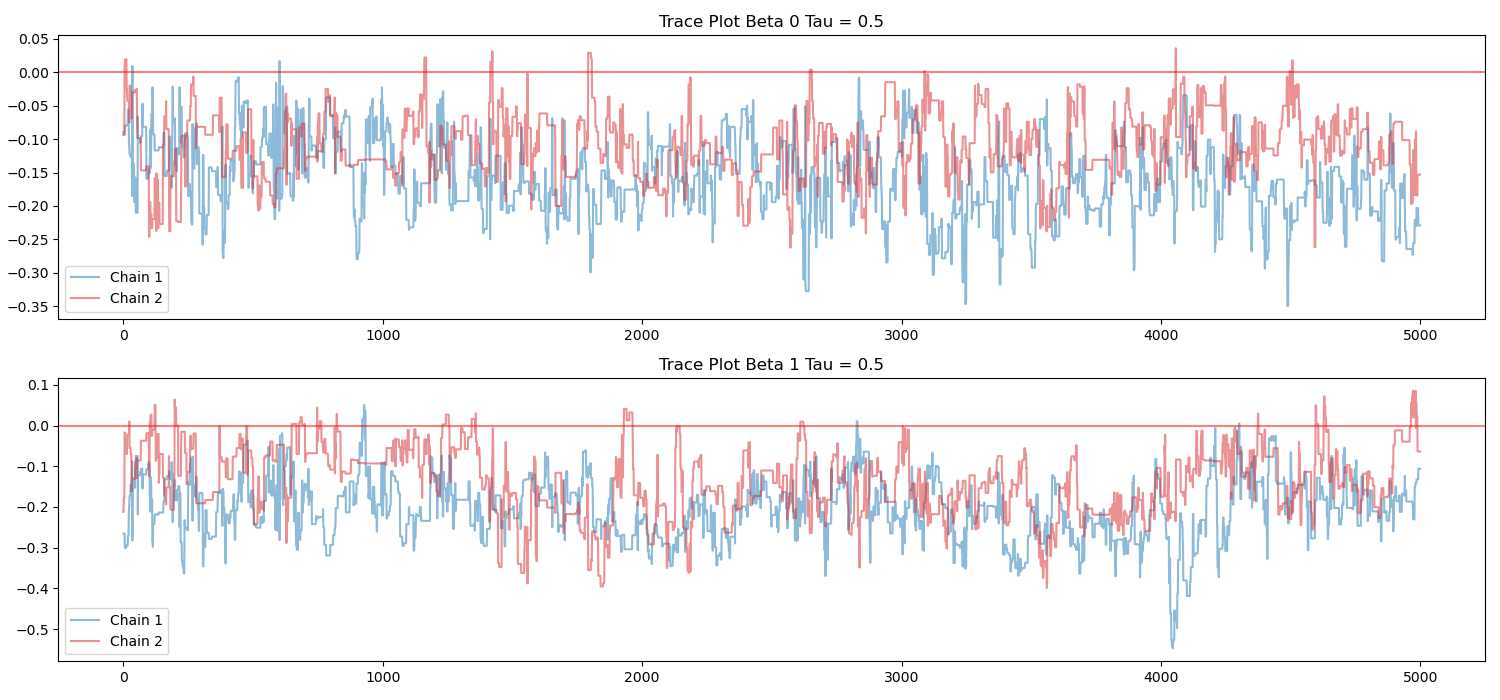 Trace Plot Beta 0 Tau = 0.5
0.05
0.00
−0.05
−0.10
−0.15
−0.20
−0.25
−0.30
−0.35
Chain 1
Chain 2
0 1000 2000 3000 4000 5000
Trace Plot Beta 1 Tau = 0.5
0.1
0.0
−0.1
−0.2
−0.3
−0.4
−0.5
Chain 1
Chain 2
0 1000 2000 3000 4000 5000